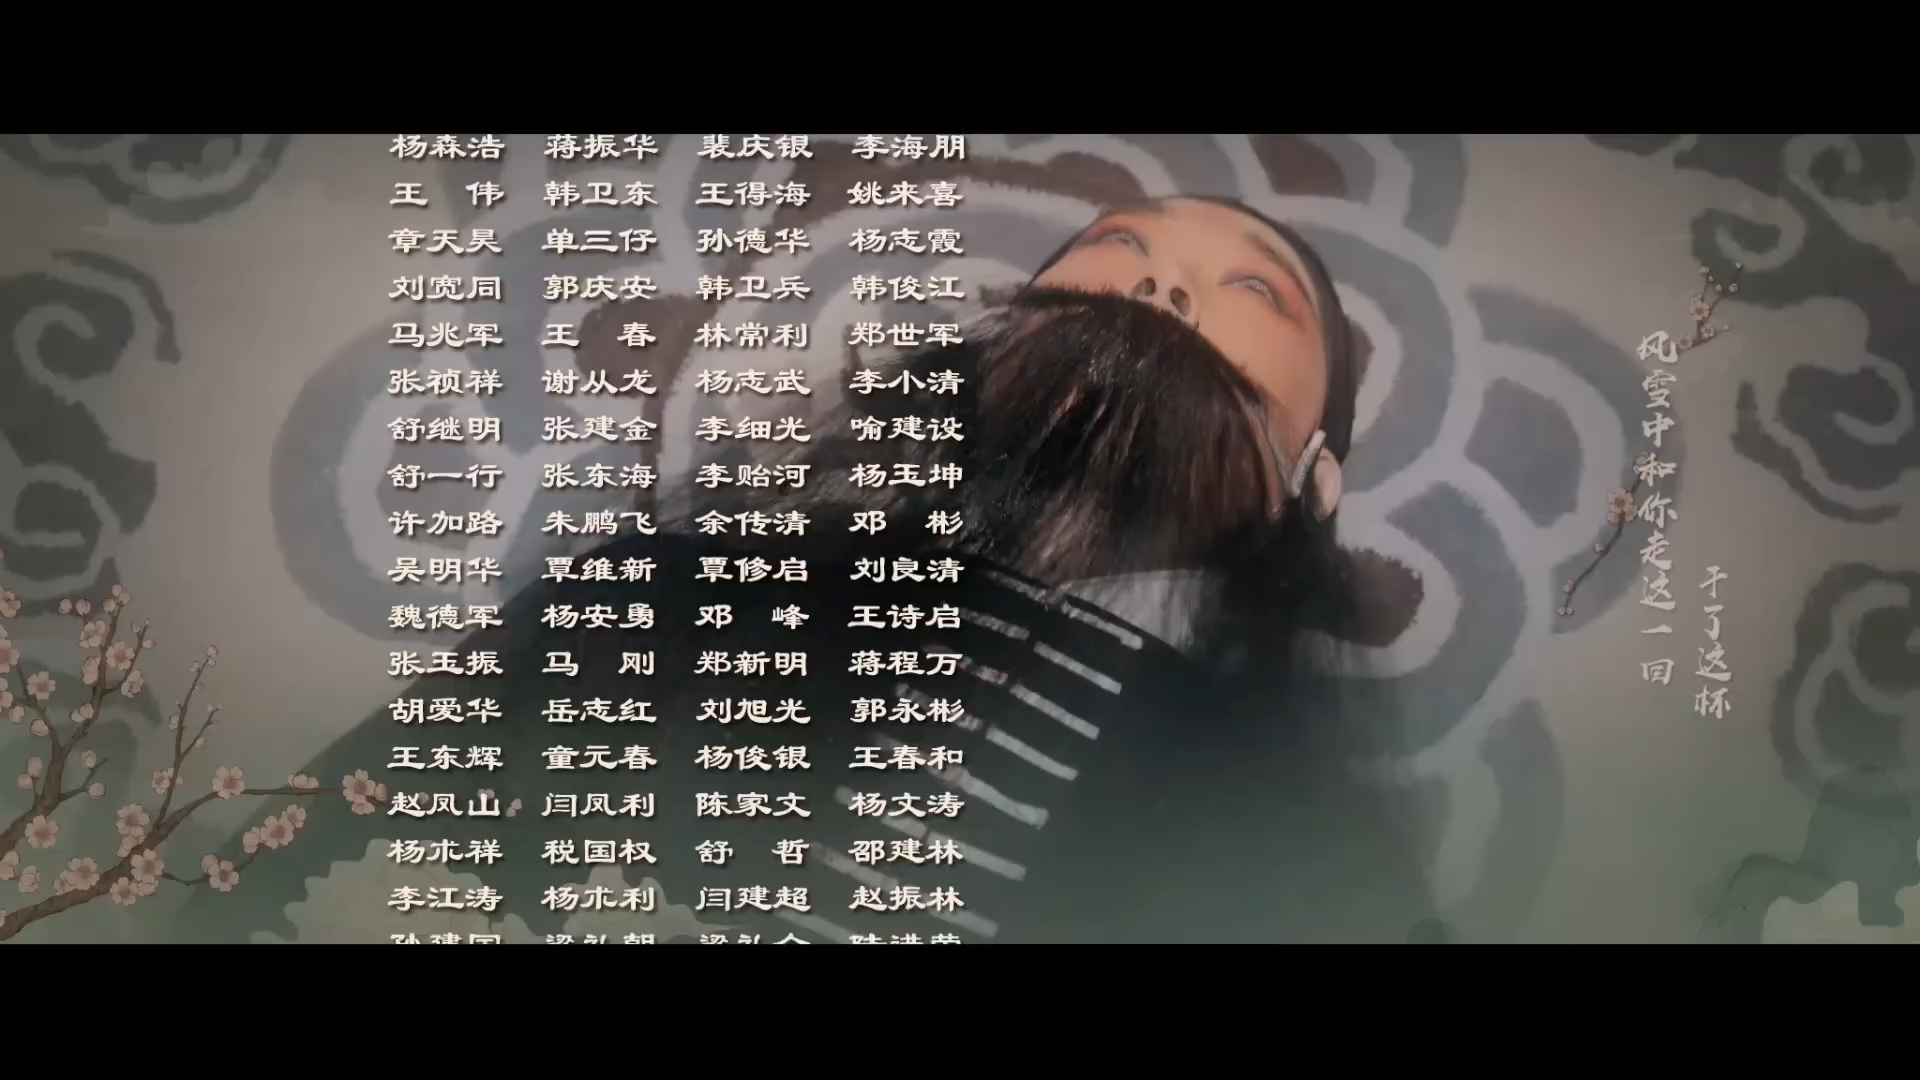 杨森浩 蒋振华 裴庆银 李海朋
王 伟 韩卫东 王得海 姚来喜
章天昊 单三仔 孙德华 杨志霞
刘宽同 郭庆安 韩卫兵 韩俊江
马兆军 王 春 林常利 郑世军
张祯祥 谢从龙 杨志武 李小清
舒继明 张建金 李细光 喻建设
舒一行 张东海 李贻河 杨玉坤
许加路 朱鹏飞 余传清 邓 彬
吴明华 覃维新 覃修启 刘良清
魏德军 杨安勇 邓 峰 王诗启
张玉振 马 刚 郑新明 蒋程万
胡爱华 岳志红 刘旭光 郭永彬
王东辉 童元春 杨俊银 王春和
赵凤山 闫凤利 陈家文 杨文涛
杨朮祥 税国权 舒 哲 邵建林
李江涛 杨朮利 闫建超 赵振林
风雪中和你走这一回
干了这杯